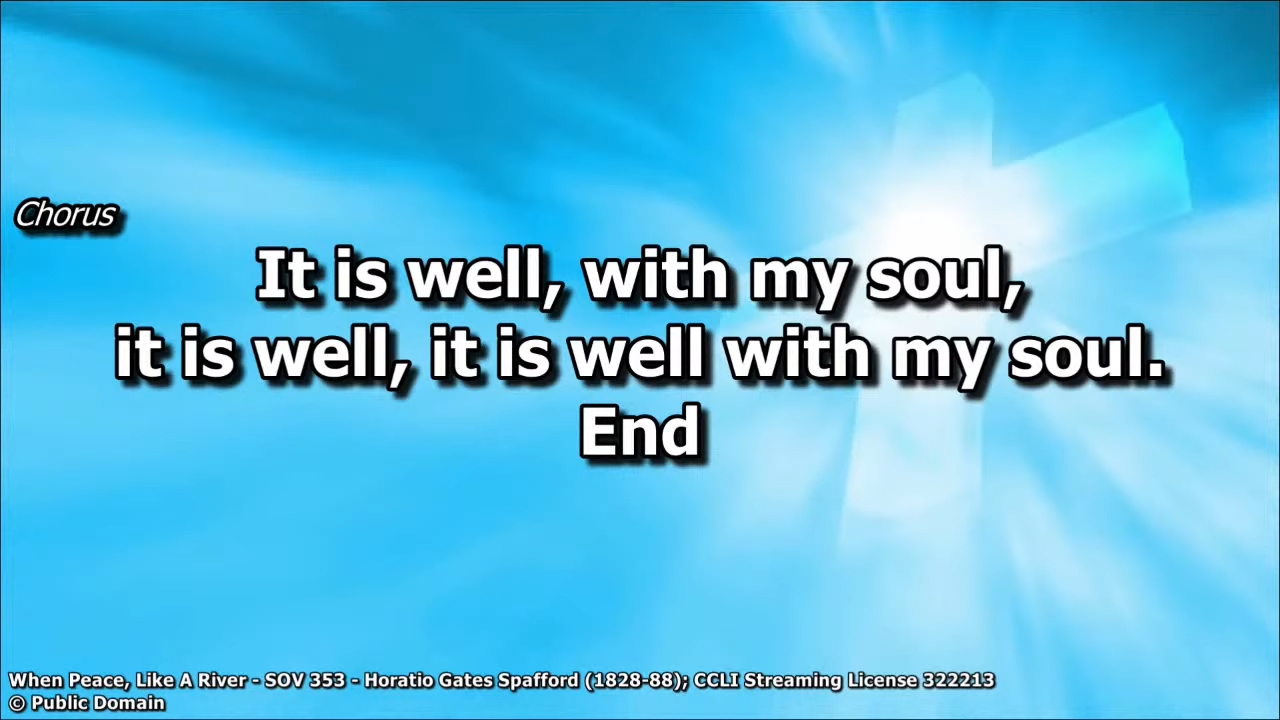 Chorus
It is well, with my soul,
it is well, it is well with my soul.
End
When Peace, Like A River - SOV 353 - Horatio Gates Spafford (1828-88); CCLI Streaming License 322213
© Public Domain